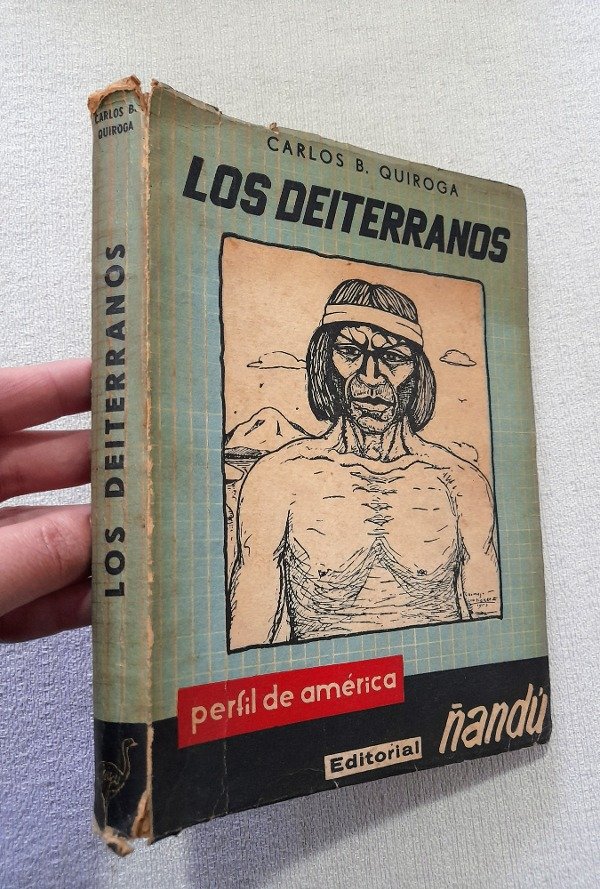 CARLOS B.
QUIROGA
LOS DEITERRANOS
CARLOS B. QUIROGA
LOS DEITERRANOS
perfil de américa
Editorial
ñandú